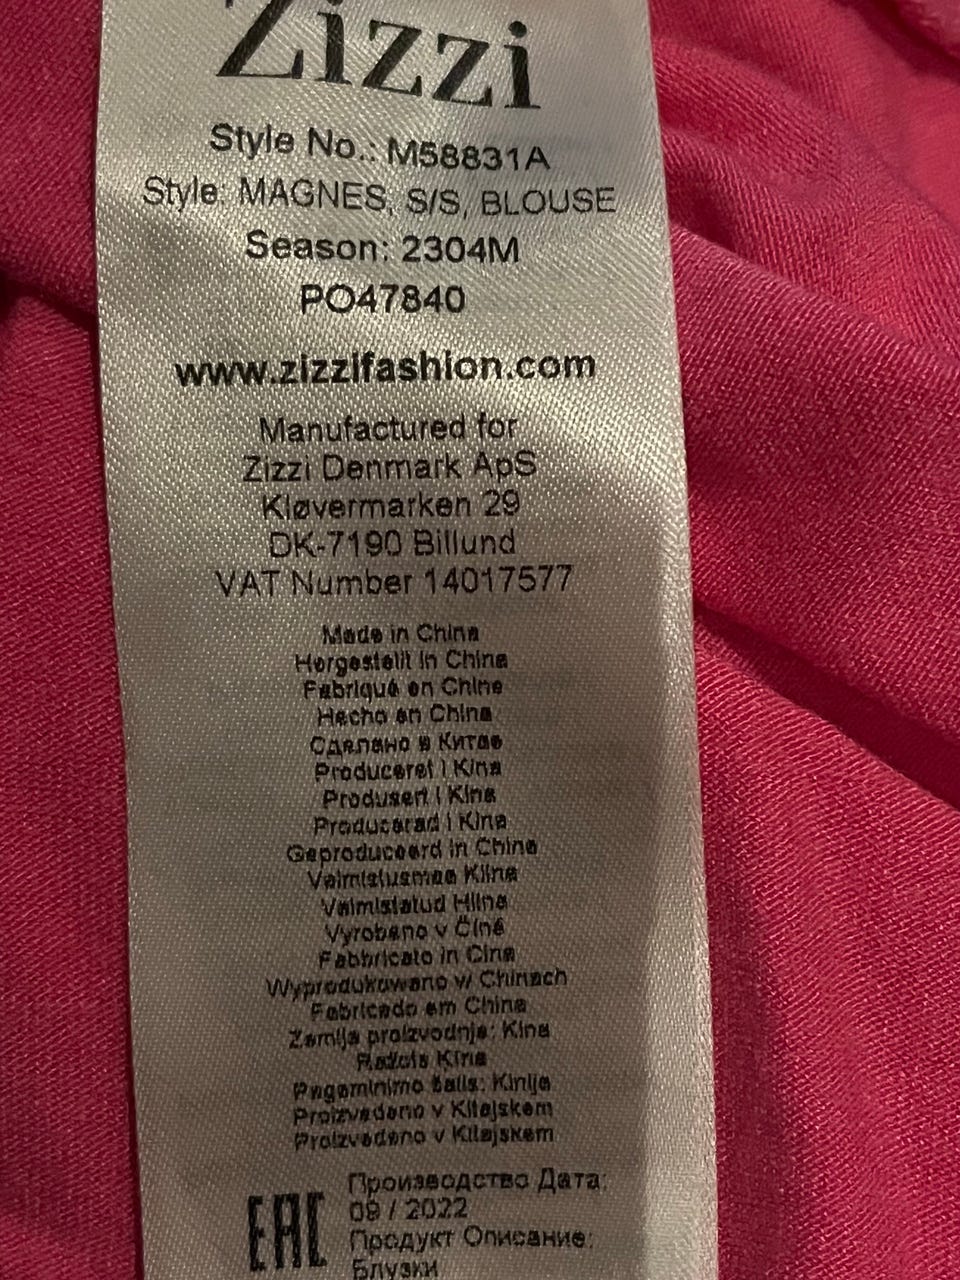 Zizzi
Style No.: M58831A
Style: MAGNES, S/S, BLOUSE
Season: 2304M
PO47840
www.zizzifashion.com
Manufactured for
Zizzi Denmark ApS
Kløvermarken 29
DK-7190 Billund
VAT Number 14017577
Made in China
Hergestellt in China
Fabriqué en Chine
Hecho en China
Сделано в Китае
Produceret i Kina
Produsert i Kina
Producerad i Kina
Geproduceerd in China
Valmistusmaa Kiina
Valmistatud Hiina
Vyrobeno v Číně
Fabbricato in Cina
Wyprodukowano w Chinach
Fabricado em China
Zemlja proizvodnje: Kina
Ražots Kīna
Pagaminimo šalis: Kinija
Proizvedeno v Kitajskem
Proizvedeno v Kitajskem
Производство Дата:
EAC 09 / 2022
Продукт Описание:
Блузки